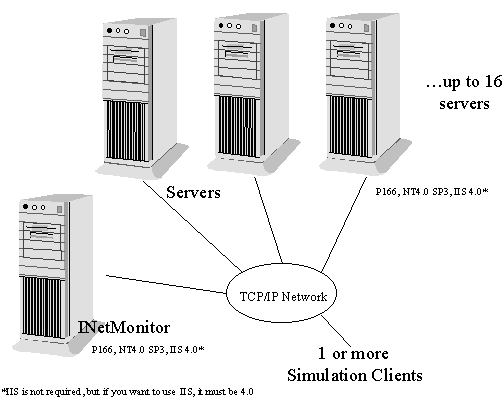 …up to 16
servers
Servers
P166, NT4.0 SP3, IIS 4.0*
TCP/IP Network
INetMonitor
P166, NT4.0 SP3, IIS 4.0*
1 or more
Simulation Clients
*IIS is not required, but if you want to use IIS, it must be 4.0